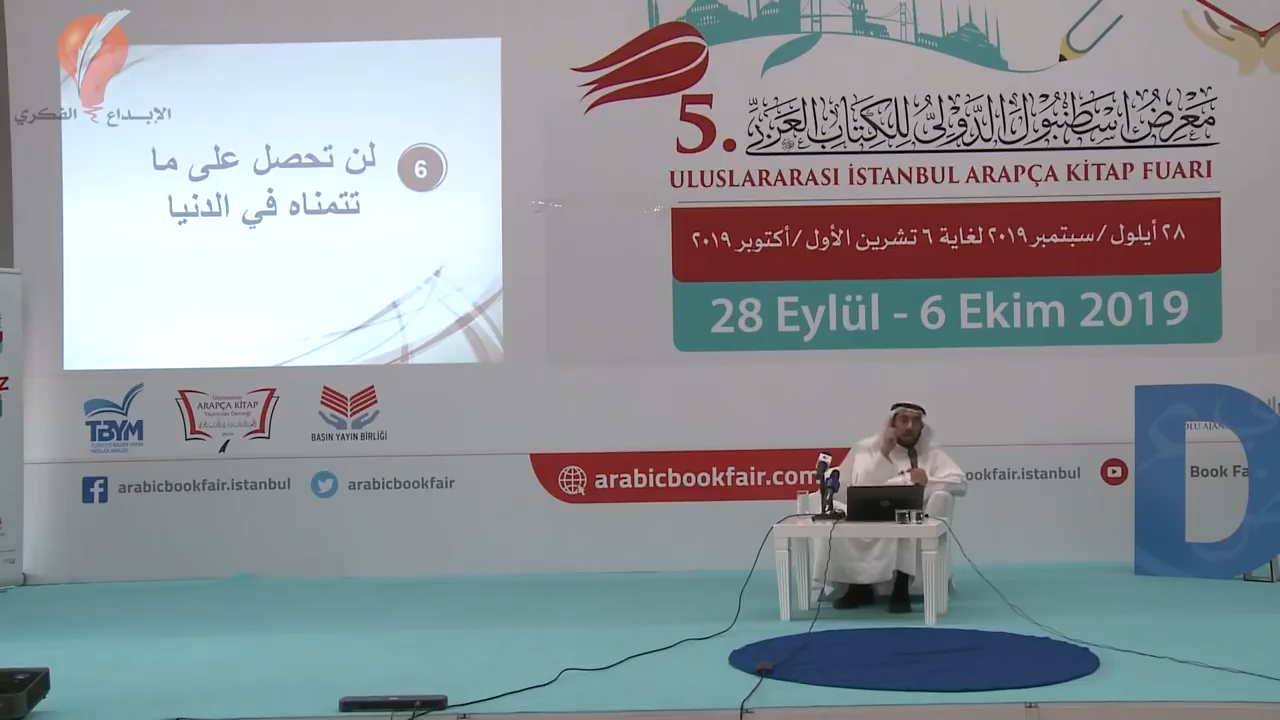 الإبداع الفكري
6
لن تحصل على ما
تتمناه في الدنيا
5.
معرض اسطنبول الدولي للكتاب العربي
ULUSLARARASI İSTANBUL ARAPÇA KİTAP FUARI
٢٨ أيلول/سبتمبر ٢٠١٩ لغاية ٦ تشرين الأول/أكتوبر ٢٠١٩
28 Eylül - 6 Ekim 2019
TBYM
ARAPÇA KİTAP
BASIN YAYIN BİRLİĞİ
arabicbookfair.istanbul
arabicbookfair
arabicbookfair.com
ookfair.istanbul
Book Fa
D